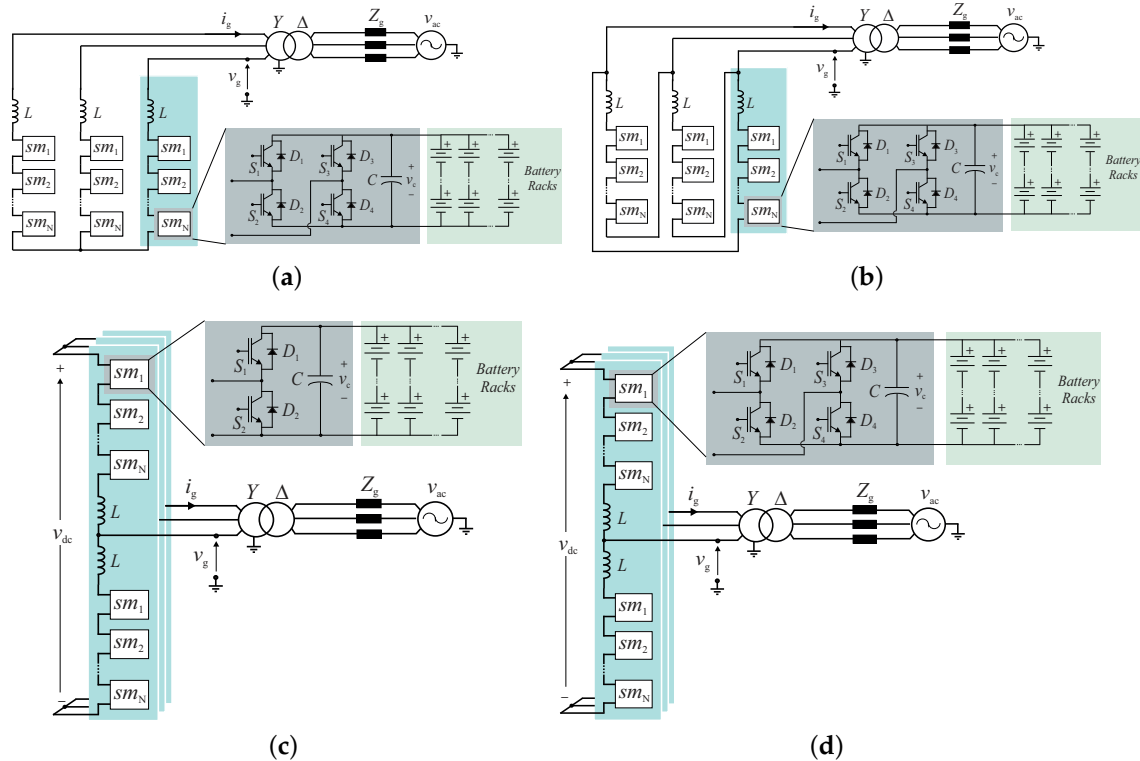 i_g Y Δ Z_g v_ac
v_g
L L L
sm_1 sm_1 sm_1
sm_2 sm_2 sm_2
sm_N sm_N sm_N
S_1 D_1 S_3 D_3
S_2 D_2 S_4 D_4
C + v_c −
+ + + + + +
Battery
Racks
(a)
i_g Y Δ Z_g v_ac
v_g
L L L
sm_1 sm_1 sm_1
sm_2 sm_2 sm_2
sm_N sm_N sm_N
S_1 D_1 S_3 D_3
S_2 D_2 S_4 D_4
C + v_c −
+ + + + + +
Battery
Racks
(b)
+
v_dc
−
sm_1
sm_2
sm_N
L
L
sm_1
sm_2
sm_N
S_1 D_1
S_2 D_2
C + v_c −
+ + + + + +
Battery
Racks
i_g Y Δ Z_g v_ac
v_g
(c)
+
v_dc
−
sm_1
sm_2
sm_N
L
L
sm_1
sm_2
sm_N
S_1 D_1 S_3 D_3
S_2 D_2 S_4 D_4
C + v_c −
+ + + + + +
Battery
Racks
i_g Y Δ Z_g v_ac
v_g
(d)